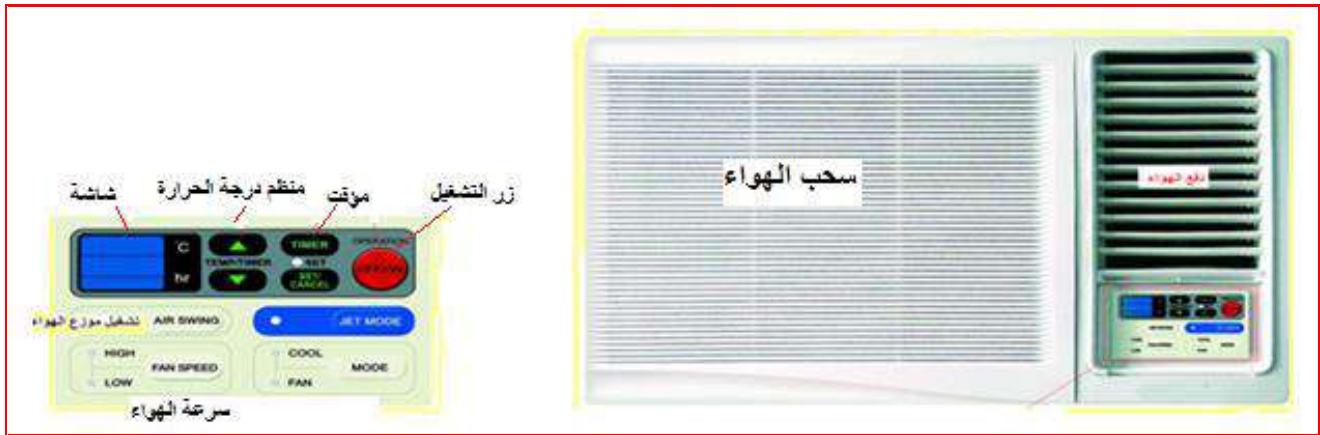 شاشة
منظم درجة الحرارة
مؤقت
زر التشغيل
°C
hr
TEMP/TIMER
TIMER
SET
SET/
CANCEL
OPERATION
OFF/ON
تشغيل موزع الهواء
AIR SWING
JET MODE
HIGH
FAN SPEED
LOW
COOL
MODE
FAN
سرعة الهواء
سحب الهواء
دفع الهواء